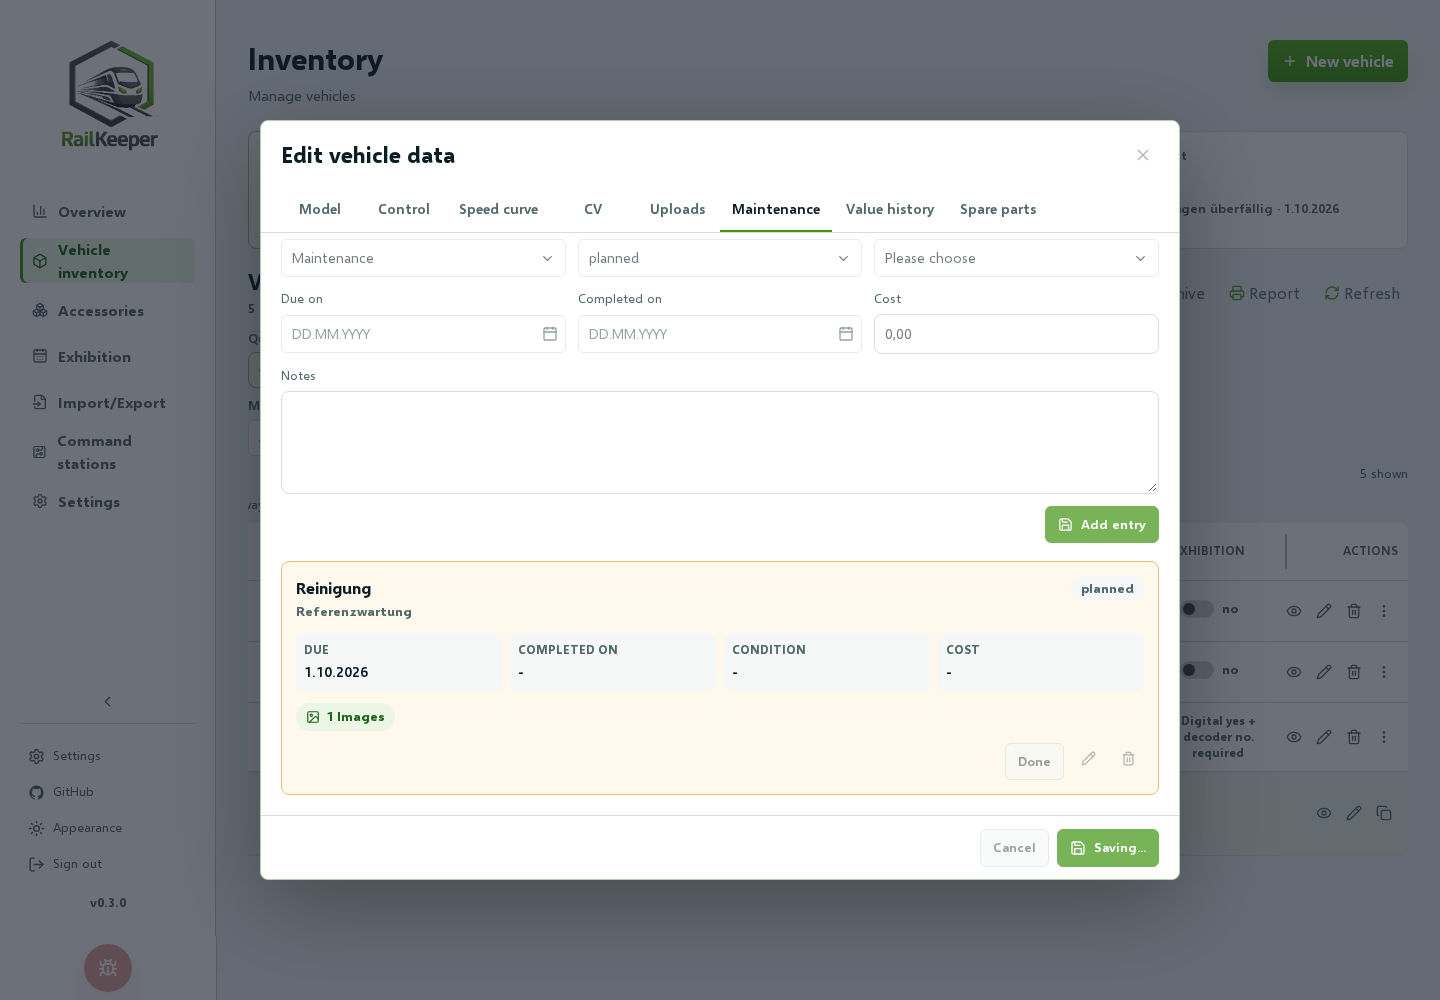 RailKeeper
Overview
Vehicle
inventory
Accessories
Exhibition
Import/Export
Command
stations
Settings
Settings
GitHub
Appearance
Sign out
v0.3.0
Inventory
Manage vehicles
New vehicle
Report
Refresh
5 shown
EXHIBITION
ACTIONS
no
no
Digital yes +
decoder no.
required
überfällig · 1.10.2026
Edit vehicle data
Model
Control
Speed curve
CV
Uploads
Maintenance
Value history
Spare parts
Maintenance
planned
Please choose
Due on
Completed on
Cost
DD.MM.YYYY
DD.MM.YYYY
0,00
Notes
Add entry
Reinigung
planned
Referenzwartung
DUE
COMPLETED ON
CONDITION
COST
1.10.2026
-
-
-
1 Images
Done
Cancel
Saving...